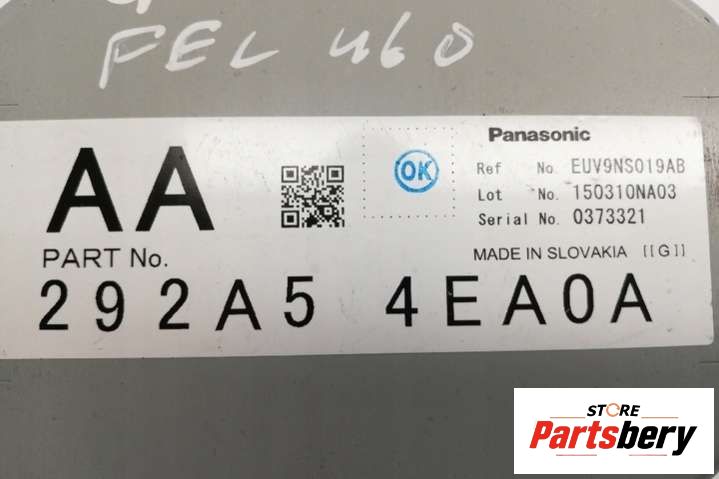 FEL 460
AA
OK
Panasonic
Ref No. EUV9NS019AB
Lot No. 150310NA03
Serial No. 0373321
PART No.
MADE IN SLOVAKIA [[G]]
292A5 4EA0A
STORE
Partsbery